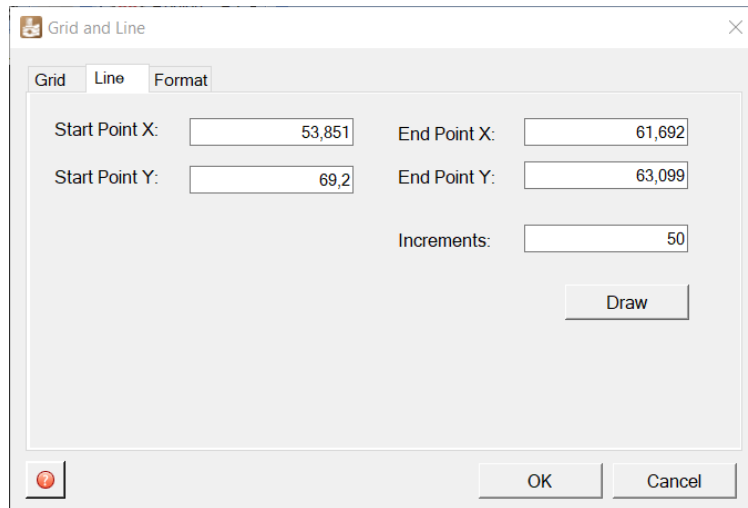 Grid and Line
Grid Line Format
Start Point X: 53,851 End Point X: 61,692
Start Point Y: 69,2 End Point Y: 63,099
Increments: 50
Draw
? OK Cancel